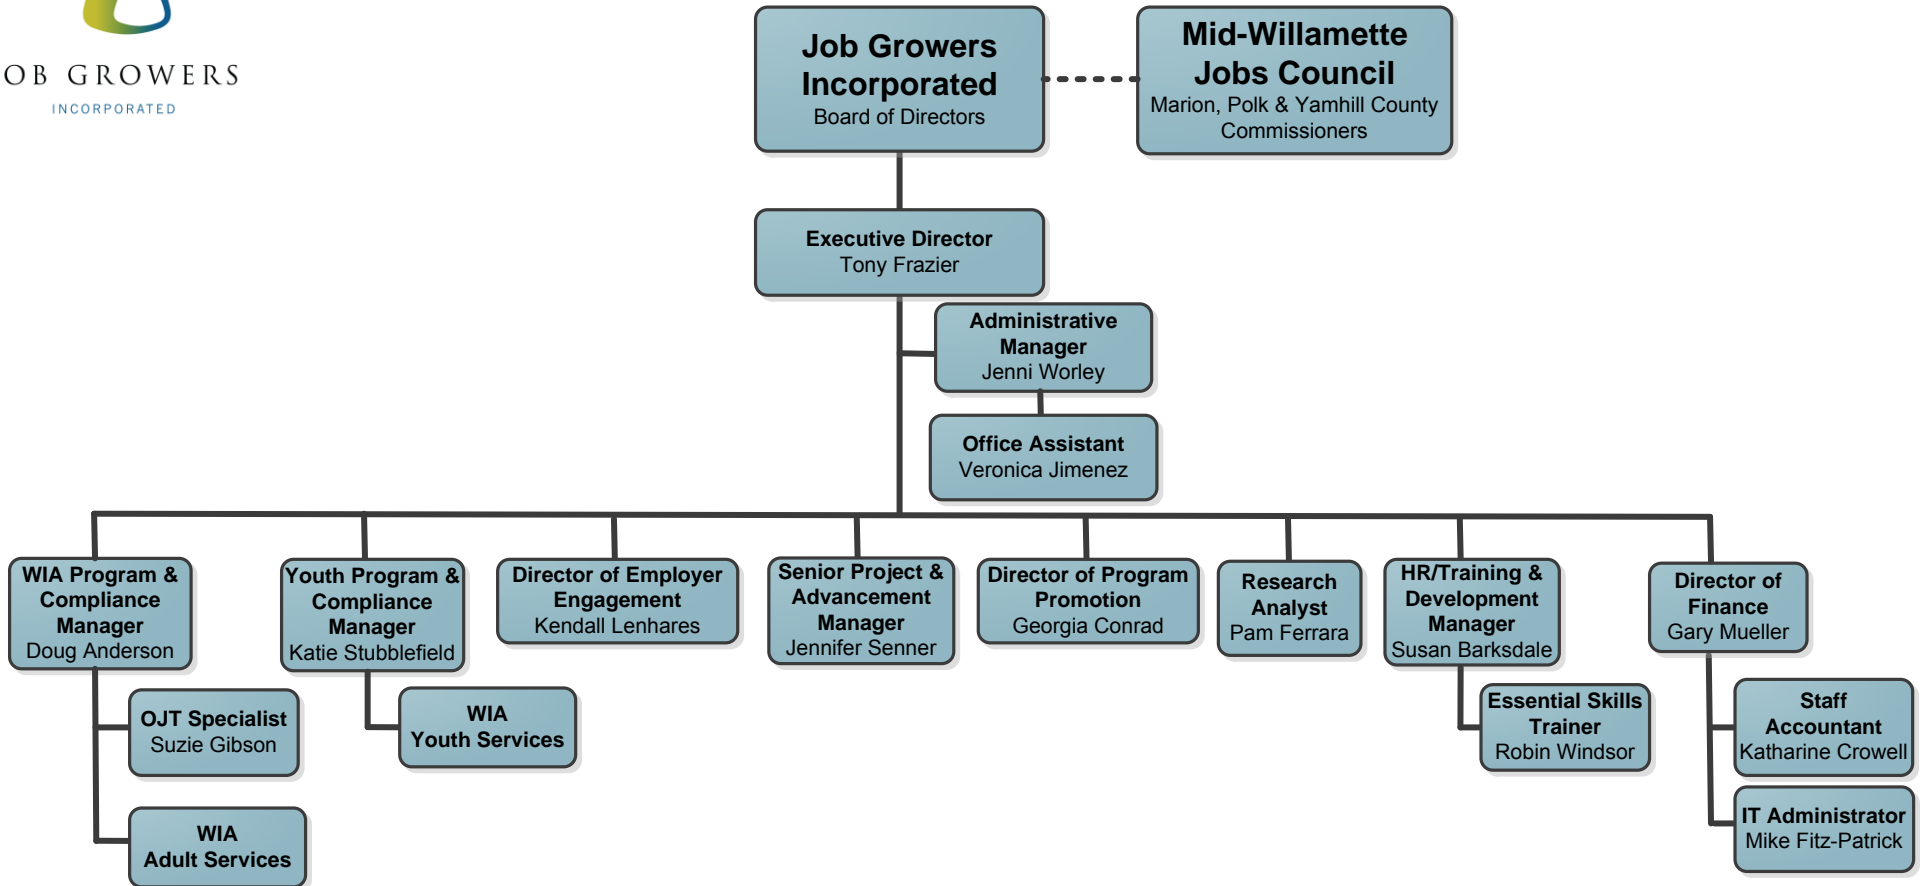 OB GROWERS
INCORPORATED
Job Growers
Incorporated
Board of Directors
Mid-Willamette
Jobs Council
Marion, Polk & Yamhill County
Commissioners
Executive Director
Tony Frazier
Administrative
Manager
Jenni Worley
Office Assistant
Veronica Jimenez
WIA Program &
Compliance
Manager
Doug Anderson
Youth Program &
Compliance
Manager
Katie Stubblefield
Director of Employer
Engagement
Kendall Lenhares
Senior Project &
Advancement
Manager
Jennifer Senner
Director of Program
Promotion
Georgia Conrad
Research
Analyst
Pam Ferrara
HR/Training &
Development
Manager
Susan Barksdale
Director of
Finance
Gary Mueller
OJT Specialist
Suzie Gibson
WIA
Adult Services
WIA
Youth Services
Essential Skills
Trainer
Robin Windsor
Staff
Accountant
Katharine Crowell
IT Administrator
Mike Fitz-Patrick